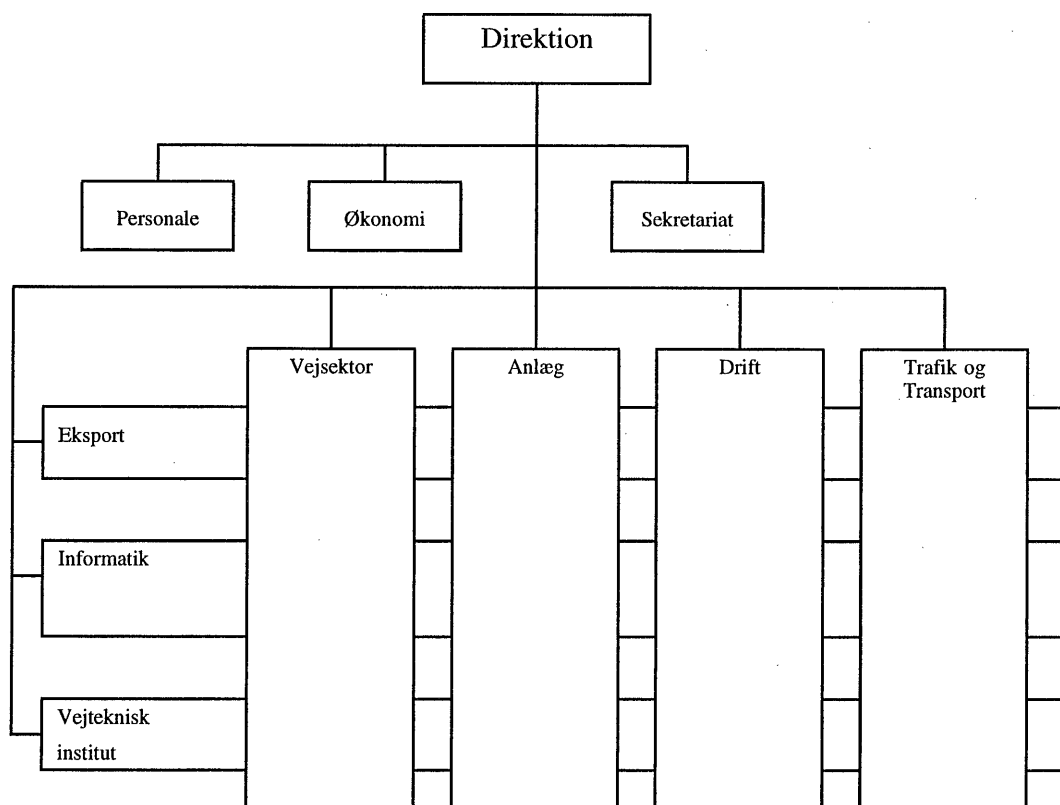 Direktion
Personale
Økonomi
Sekretariat
Vejsektor
Anlæg
Drift
Trafik og
Transport
Eksport
Informatik
Vejteknisk
institut